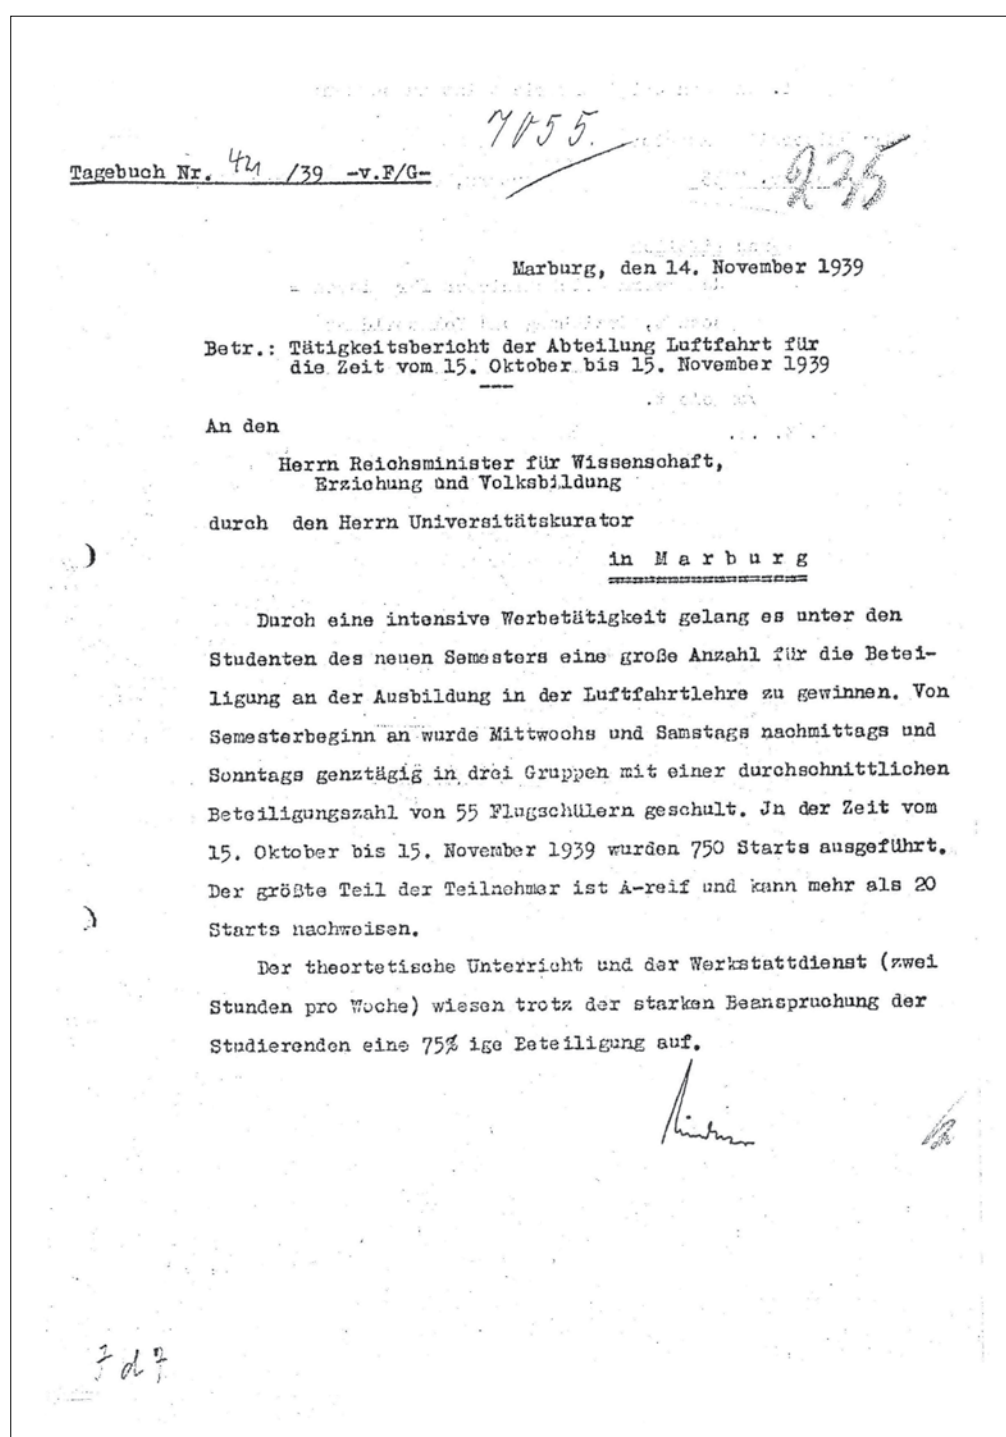 7055.
Tagebuch Nr. /39 -v.F/G-
235
Marburg, den 14. November 1939
Betr.: Tätigkeitsbericht der Abteilung Luftfahrt für
die Zeit vom 15. Oktober bis 15. November 1939
An den
Herrn Reichsminister für Wissenschaft,
Erziehung und Volksbildung
durch den Herrn Universitätskurator
in M a r b u r g
Durch eine intensive Werbetätigkeit gelang es unter den
Studenten des neuen Semesters eine große Anzahl für die Betei-
ligung an der Ausbildung in der Luftfahrtlehre zu gewinnen. Von
Semesterbeginn an wurde Mittwochs und Samstags nachmittags und
Sonntags genztägig in drei Gruppen mit einer durchschnittlichen
Beteiligungszahl von 55 Flugschülern geschult. Jn der Zeit vom
15. Oktober bis 15. November 1939 wurden 750 Starts ausgeführt.
Der größte Teil der Teilnehmer ist A-reif und kann mehr als 20
Starts nachweisen.
Der theortetische Unterricht und der Werkstattdienst (zwei
Stunden pro Woche) wiesen trotz der starken Beanspruchung der
Studierenden eine 75% ige Beteiligung auf.